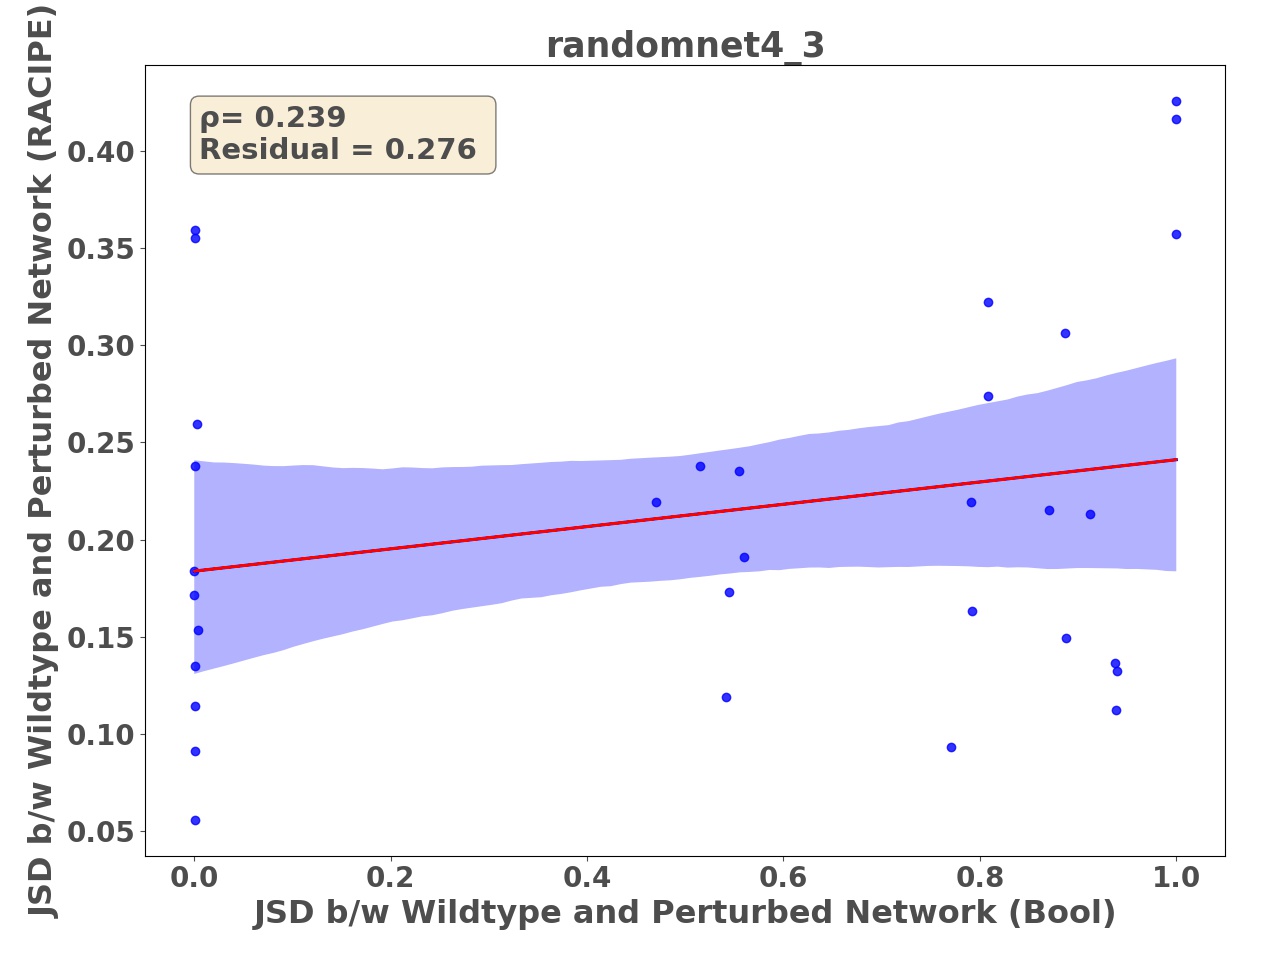 randomnet4_3
ρ= 0.239
Residual = 0.276
JSD b/w Wildtype and Perturbed Network (RACIPE)
0.40
0.35
0.30
0.25
0.20
0.15
0.10
0.05
0.0 0.2 0.4 0.6 0.8 1.0
JSD b/w Wildtype and Perturbed Network (Bool)